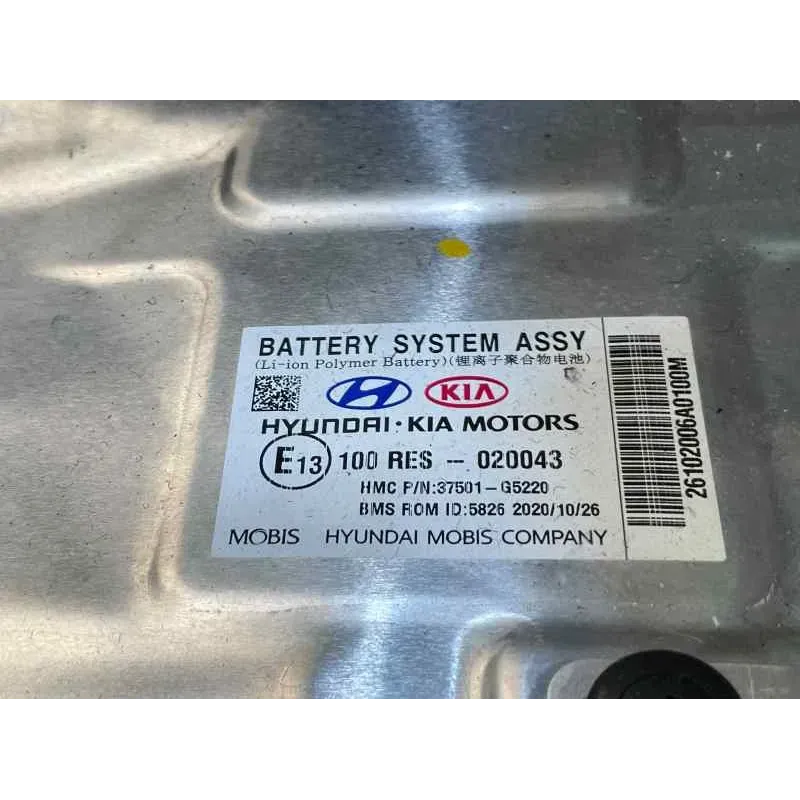 BATTERY SYSTEM ASSY
(Li-ion Polymer Battery)(锂离子聚合物电池)
H KIA
HYUNDAI·KIA MOTORS
E13 100 RES -- 020043
HMC P/N:37501-G5220
BMS ROM ID:5826 2020/10/26
MOBIS HYUNDAI MOBIS COMPANY
26102006A0100M